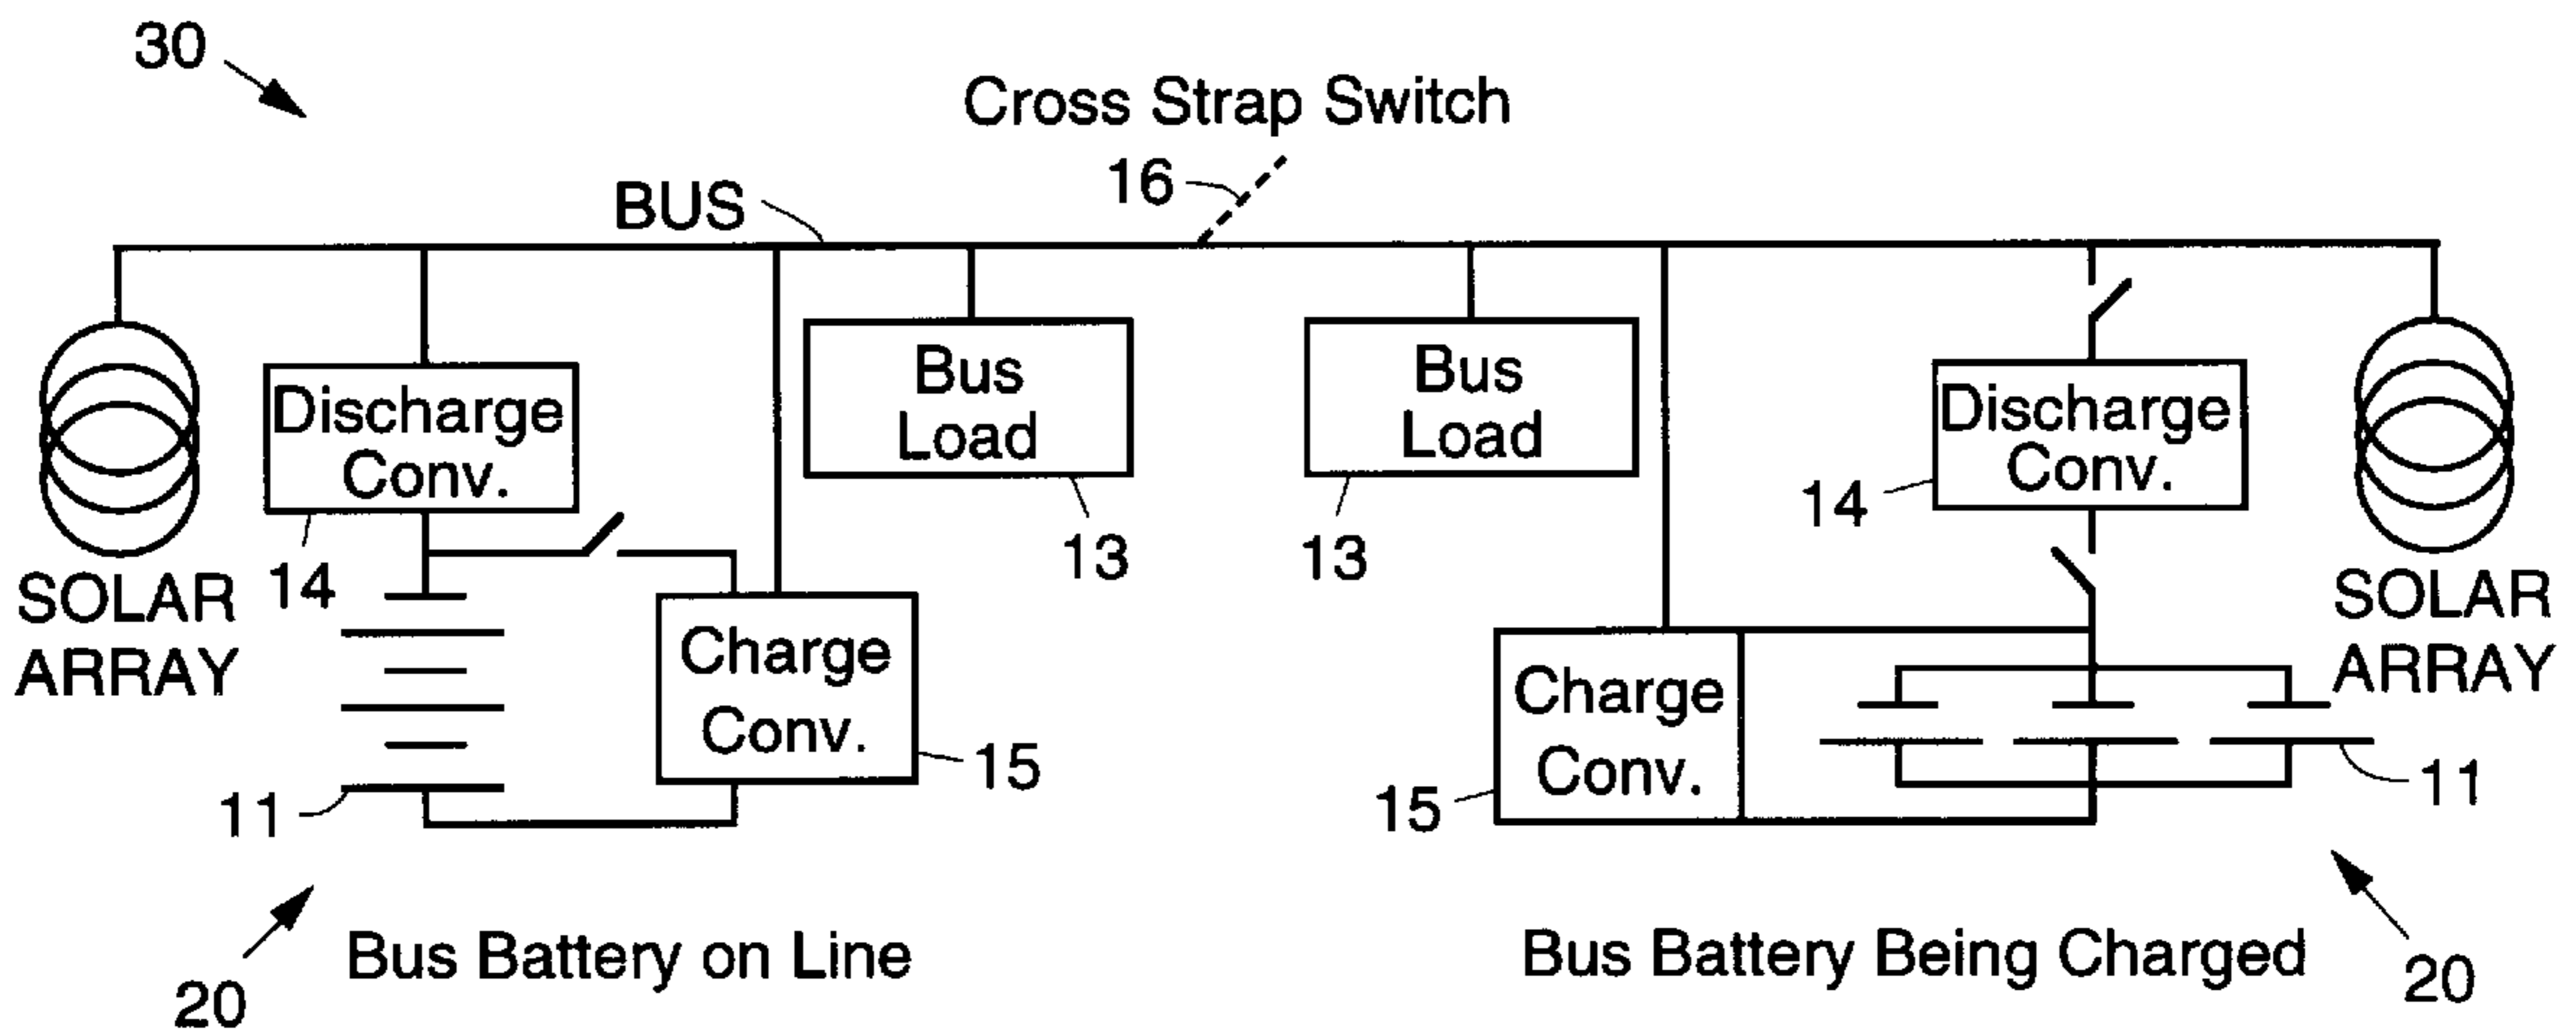 30
Cross Strap Switch
16
BUS
Bus
Load
13
Bus
Load
13
Discharge
Conv.
14
Discharge
Conv.
14
SOLAR
ARRAY
SOLAR
ARRAY
Charge
Conv.
15
Charge
Conv.
15
11
11
20
Bus Battery on Line
Bus Battery Being Charged
20